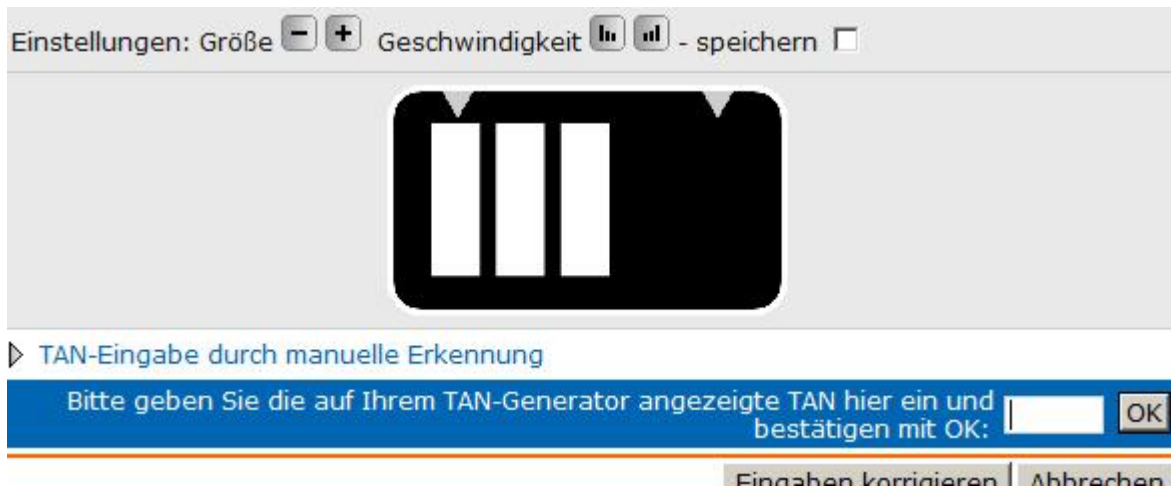 Einstellungen: Größe - + Geschwindigkeit - speichern
TAN-Eingabe durch manuelle Erkennung
Bitte geben Sie die auf Ihrem TAN-Generator angezeigte TAN hier ein und
bestätigen mit OK: OK
Eingaben korrigieren Abbrechen